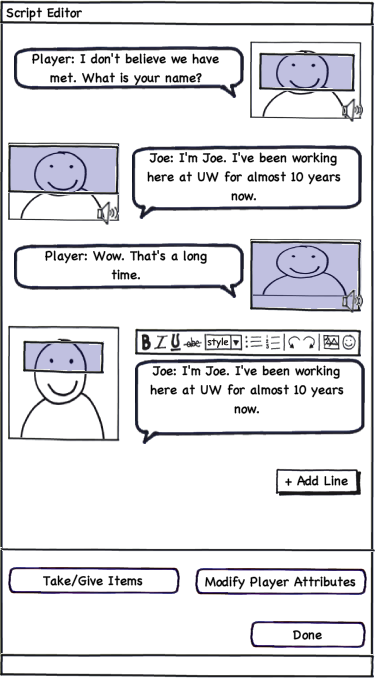 Script Editor
Player: I don't believe we have
met. What is your name?
Joe: I'm Joe. I've been working
here at UW for almost 10 years
now.
Player: Wow. That's a long
time.
B I U abc style
Joe: I'm Joe. I've been working
here at UW for almost 10 years
now.
+ Add Line
Take/Give Items
Modify Player Attributes
Done